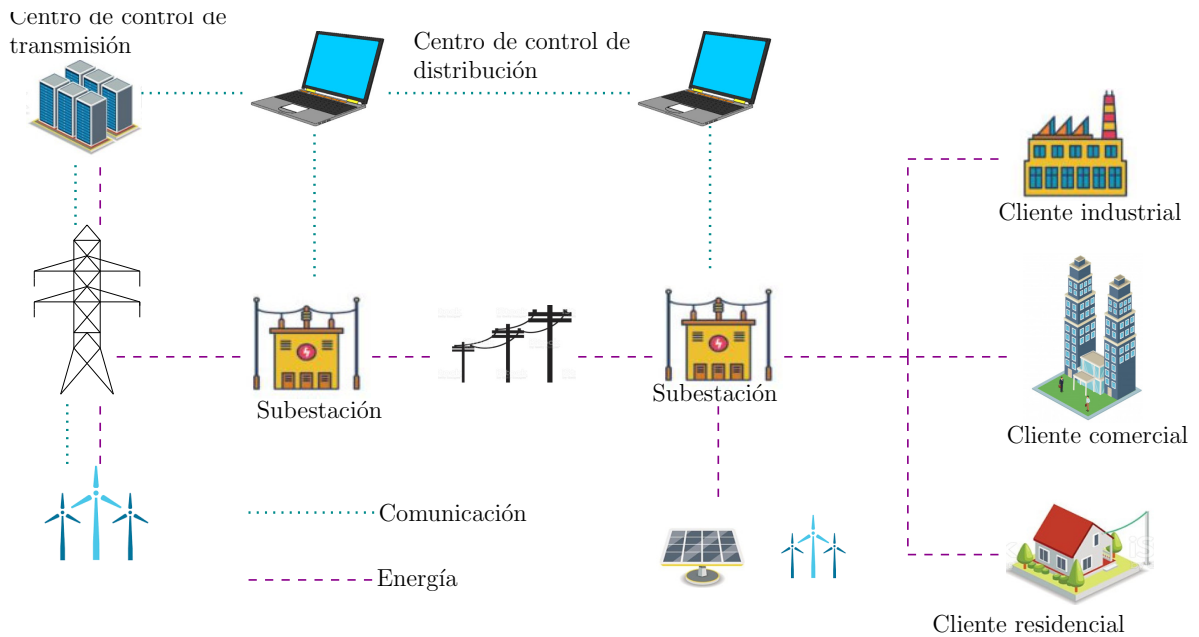 Centro de control de
transmisión
Centro de control de
distribución
Cliente industrial
Subestación
Subestación
Cliente comercial
Comunicación
Energía
Cliente residencial